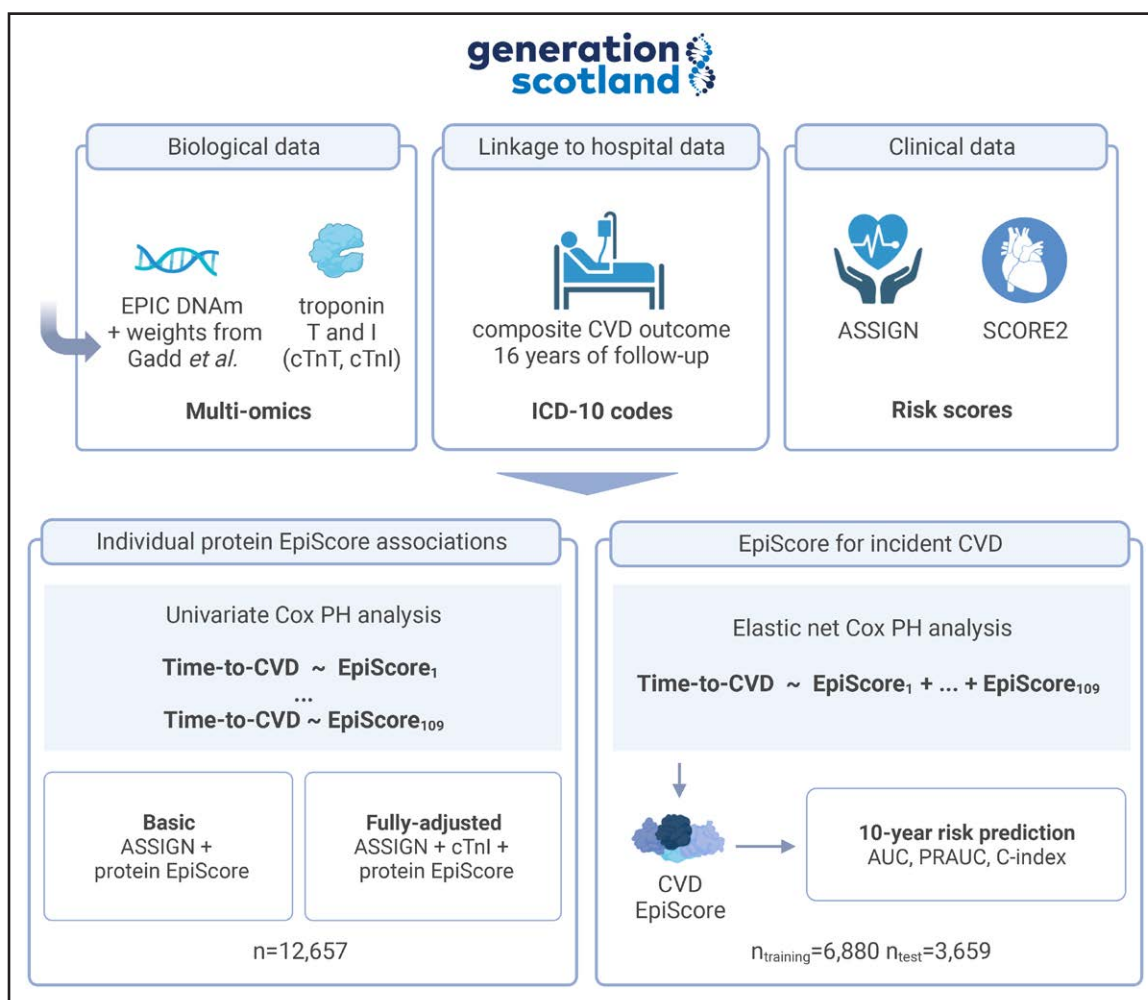 generation
scotland
Biological data
EPIC DNAm
+ weights from
Gadd et al.
troponin
T and I
(cTnT, cTnI)
Multi-omics
Linkage to hospital data
composite CVD outcome
16 years of follow-up
ICD-10 codes
Clinical data
ASSIGN
SCORE2
Risk scores
Individual protein EpiScore associations
Univariate Cox PH analysis
Time-to-CVD ~ EpiScore₁
...
Time-to-CVD ~ EpiScore₁₀₉
Basic
ASSIGN +
protein EpiScore
Fully-adjusted
ASSIGN + cTnI +
protein EpiScore
n=12,657
EpiScore for incident CVD
Elastic net Cox PH analysis
Time-to-CVD ~ EpiScore₁ + ... + EpiScore₁₀₉
CVD
EpiScore
10-year risk prediction
AUC, PRAUC, C-index
n_training=6,880 n_test=3,659